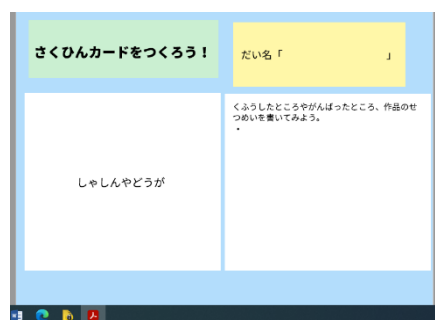 さくひんカードをつくろう！
だい名「　　　　　　　　」
しゃしんやどうが
くふうしたところやがんばったところ、作品のせ
つめいを書いてみよう。
・